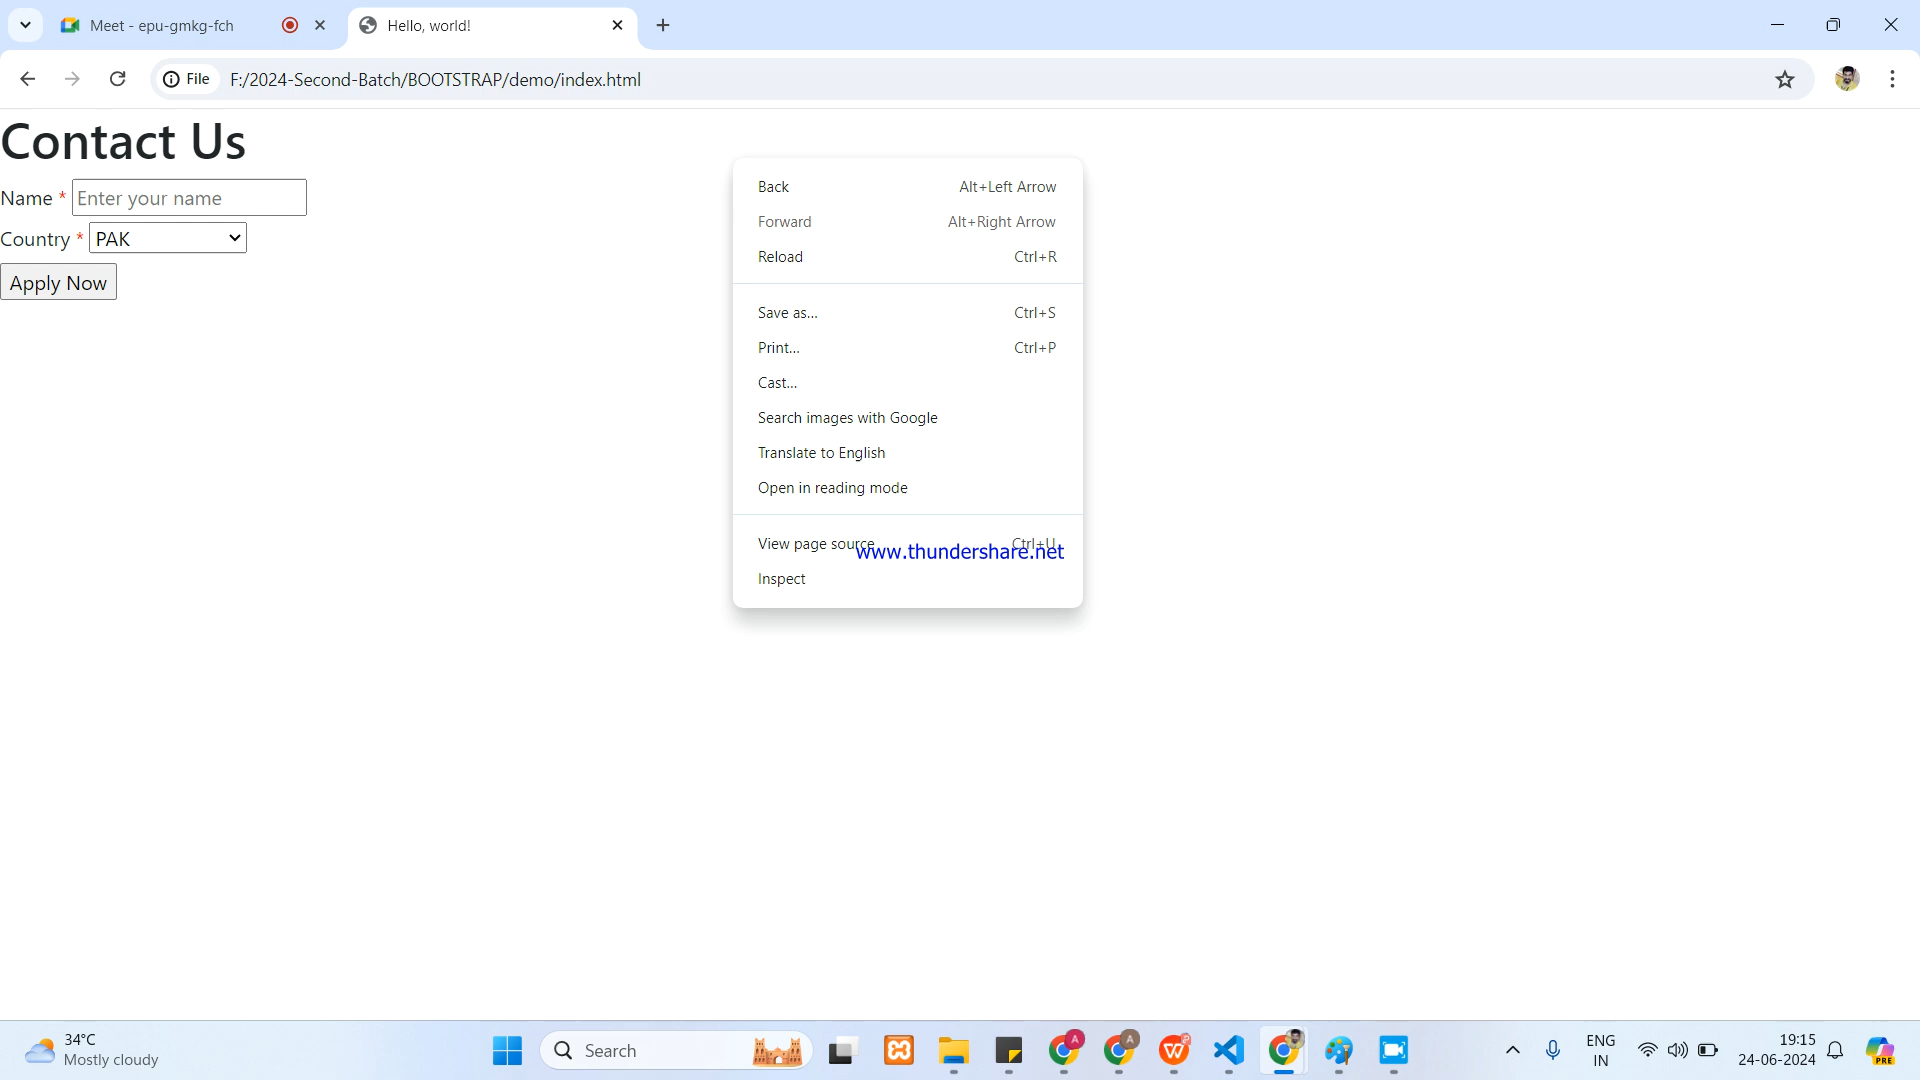 Meet - epu-gmkg-fch
Hello, world!
File F:/2024-Second-Batch/BOOTSTRAP/demo/index.html
Contact Us
Name * Enter your name
Country * PAK
Apply Now
Back Alt+Left Arrow
Forward Alt+Right Arrow
Reload Ctrl+R
Save as... Ctrl+S
Print... Ctrl+P
Cast...
Search images with Google
Translate to English
Open in reading mode
View page source Ctrl+U
www.thundershare.net
Inspect
34°C
Mostly cloudy
Search
A
A
ENG
IN
19:15
24-06-2024
PRE